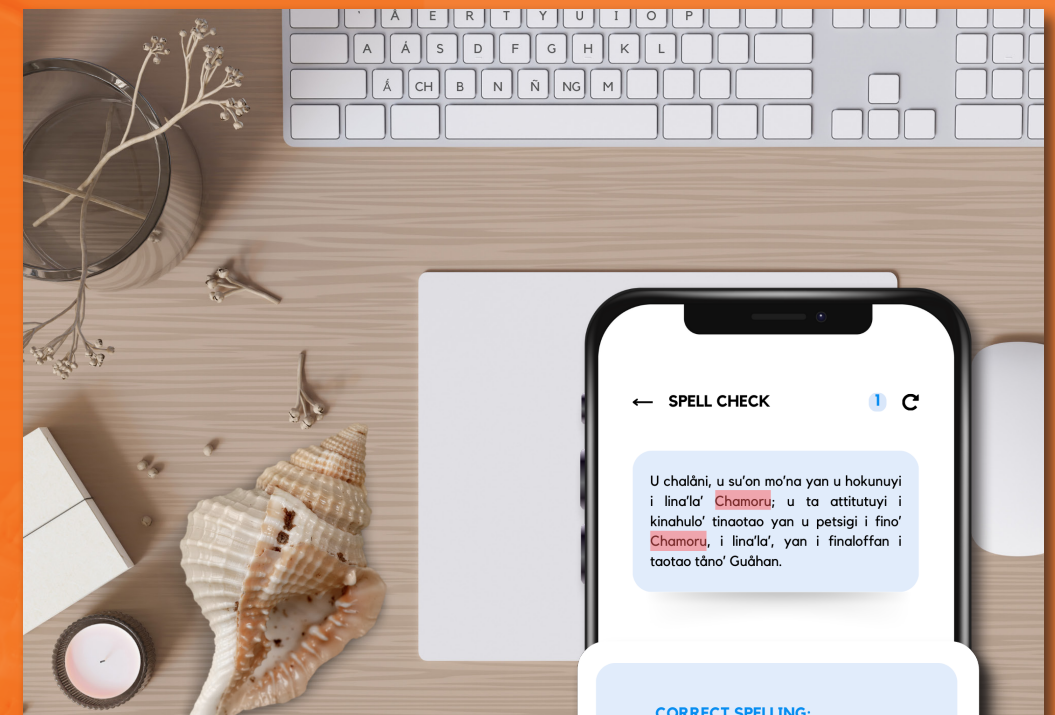 ' Å E R T Y U I O P
A Á S D F G H K L
Á CH B N Ñ NG M
← SPELL CHECK 1
U chalåni, u su'on mo'na yan u hokunuyi
i lina'la' Chamoru; u ta attitutuyi i
kinahulo' tinaotao yan u petsigi i fino'
Chamoru, i lina'la', yan i finaloffan i
taotao tåno' Guåhan.
CORRECT SPELLING: